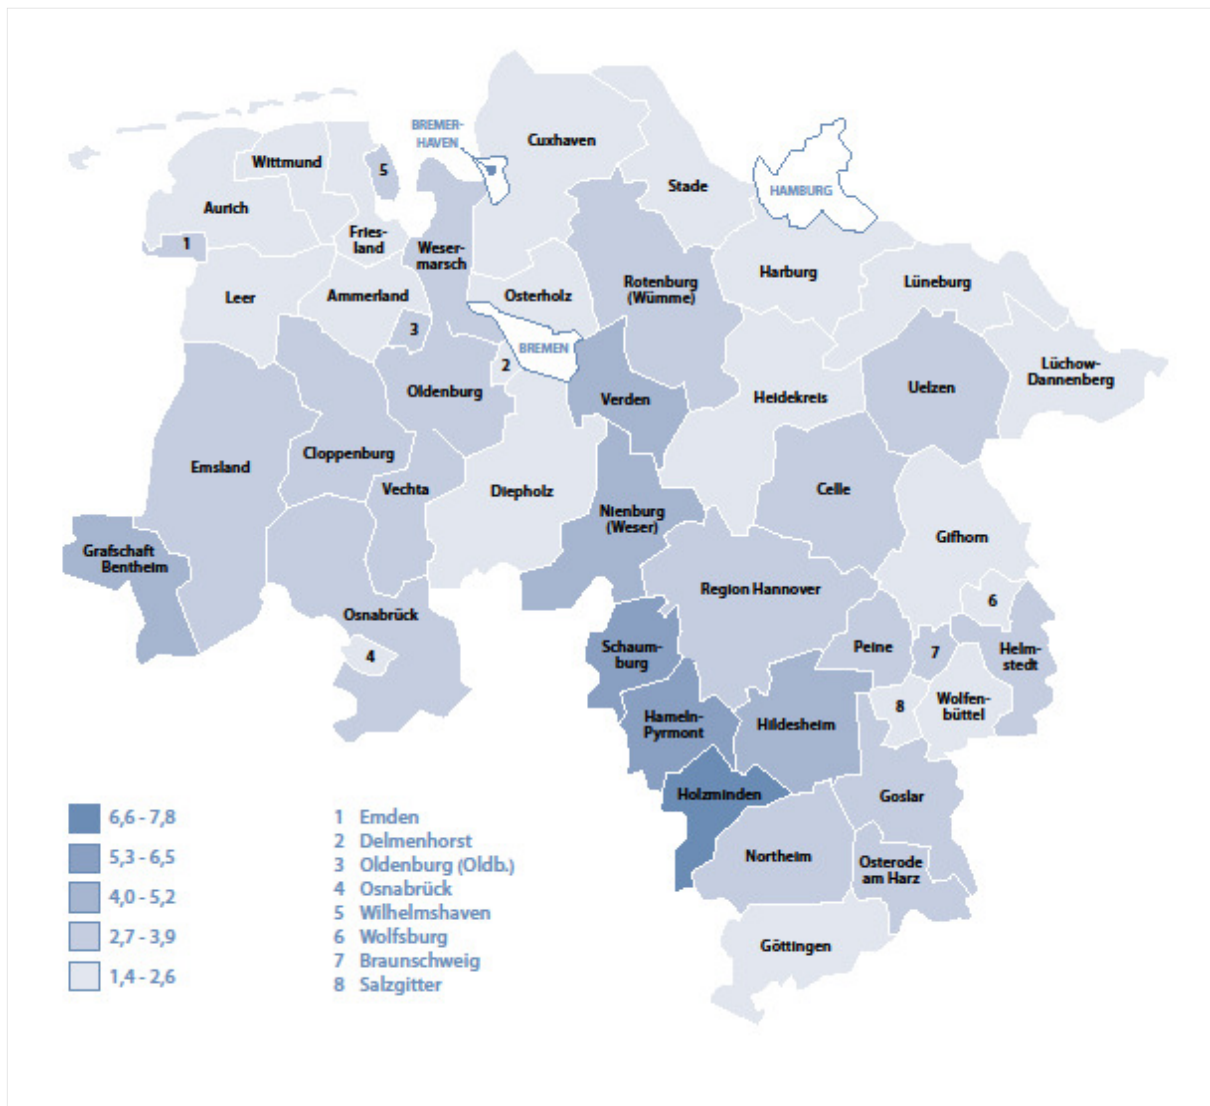 BREMER-
HAVEN
Cuxhaven
Wittmund
5
Stade
HAMBURG
Aurich
1
Fries-
land
Weser-
marsch
Leer
Ammerland
Osterholz
Rotenburg
(Wümme)
Harburg
Lüneburg
3
BREMEN
2
Oldenburg
Verden
Heidekreis
Uelzen
Lüchow-
Dannenberg
Emsland
Cloppenburg
Vechta
Diepholz
Celle
Nienburg
(Weser)
Gifhorn
Grafschaft
Bentheim
Region Hannover
6
Osnabrück
4
Schaum-
burg
Peine
7
Helm-
stedt
Hameln-
Pyrmont
Hildesheim
8
Wolfen-
büttel
Holzminden
Goslar
Northeim
Osterode
am Harz
Göttingen
6,6 - 7,8
5,3 - 6,5
4,0 - 5,2
2,7 - 3,9
1,4 - 2,6
1 Emden
2 Delmenhorst
3 Oldenburg (Oldb.)
4 Osnabrück
5 Wilhelmshaven
6 Wolfsburg
7 Braunschweig
8 Salzgitter